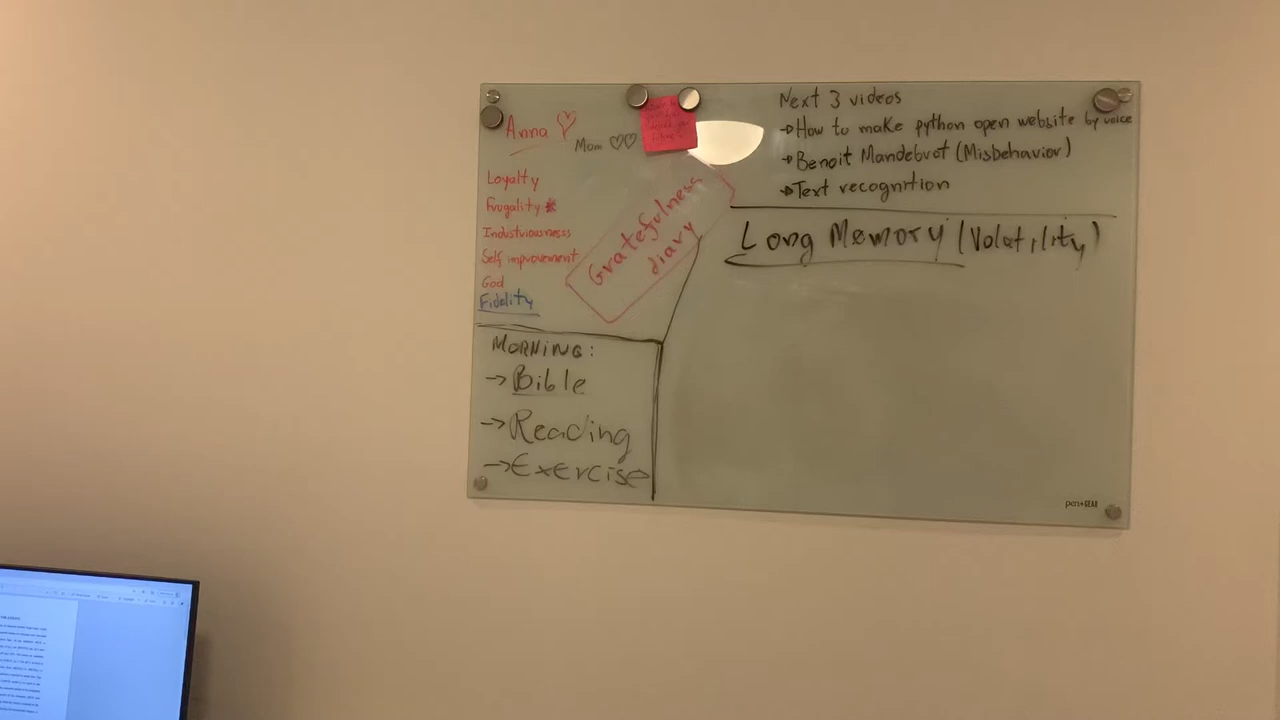 Anna ♡
Mom ♡♡
Loyalty
Frugality
Industriousness
Self improvement
God
Fidelity
Gratefulness
diary
MORNING:
→Bible
→Reading
→Exercise
Next 3 videos
→How to make python open website by voice
→Benoit Mandelbrot (Misbehavior)
→Text recognition
Long Memory (Volatility)
pen+GEAR